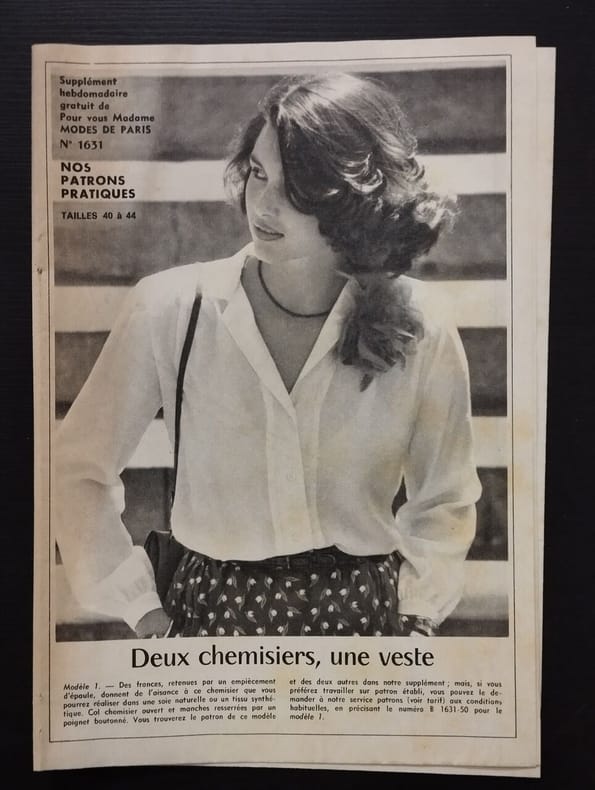 Supplément
hebdomadaire
gratuit de
Pour vous Madame
MODES DE PARIS
N° 1631
NOS
PATRONS
PRATIQUES
TAILLES 40 à 44
Deux chemisiers, une veste
Modèle 1. — Des fronces, retenues par un empiècement
d'épaule, donnent de l'aisance à ce chemisier que vous
pourrez réaliser dans une soie naturelle ou un tissu synthé-
tique. Col chemisier ouvert et manches resserrées par un
poignet boutonné. Vous trouverez le patron de ce modèle
et des deux autres dans notre supplément ; mais, si vous
préférez travailler sur patron établi, vous pouvez le de-
mander à notre service patrons (voir tarif) aux conditions
habituelles, en précisant le numéro B 1631-50 pour le
modèle 1.